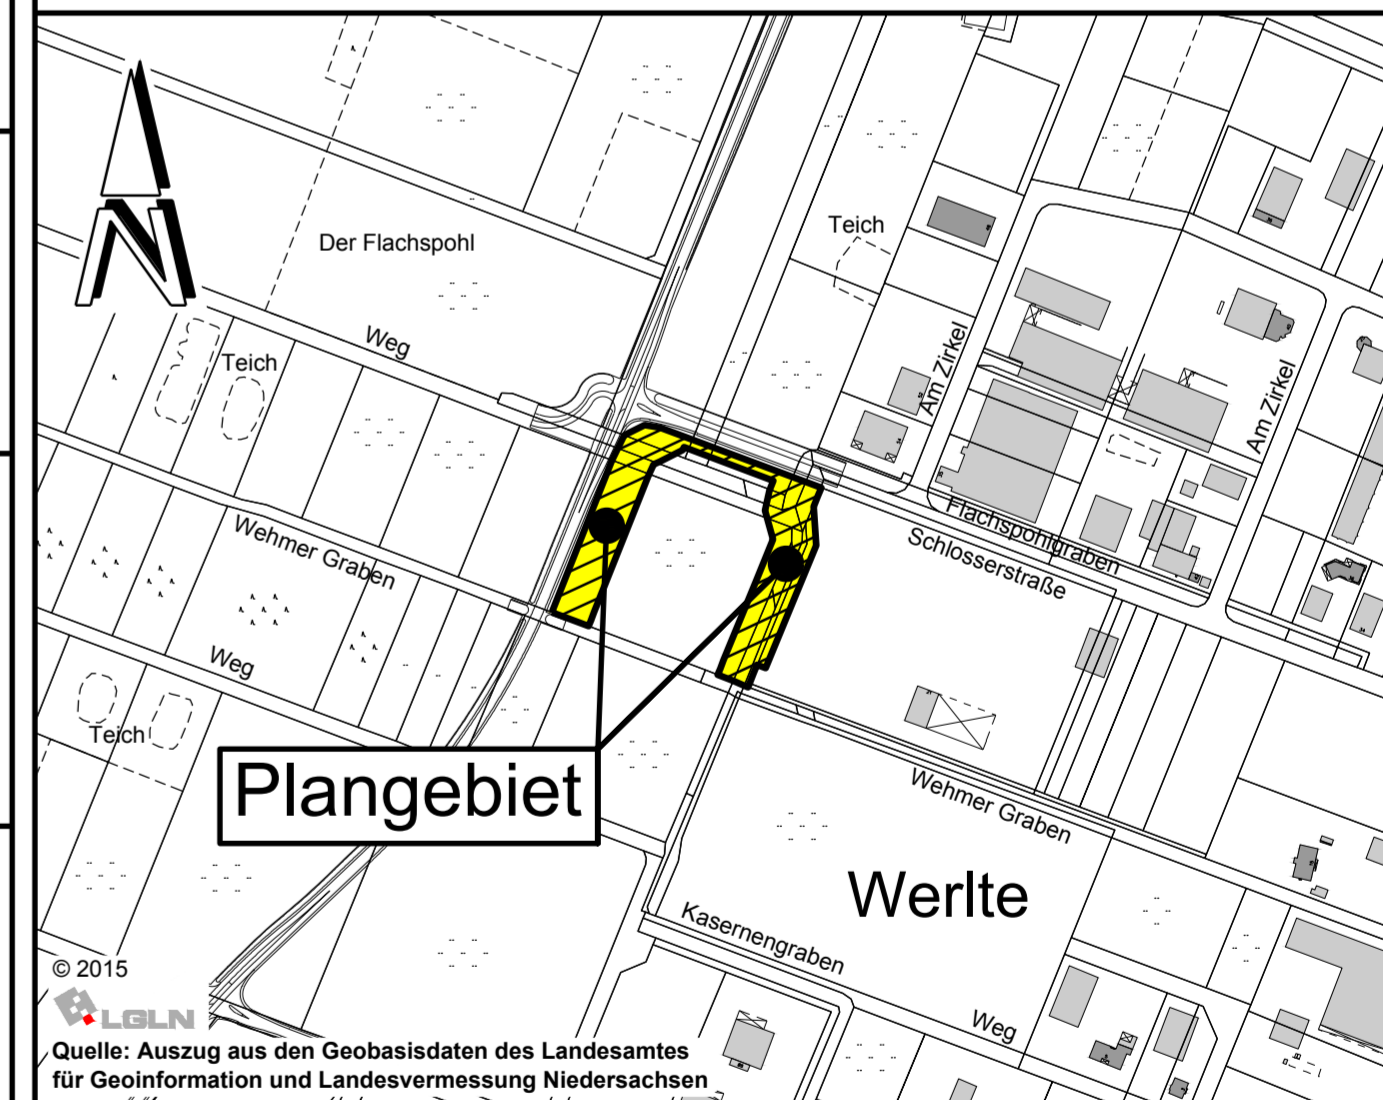 N
Der Flachspohl
Teich
Weg
Teich
Am Zirkel
Am Zirkel
Wehmer Graben
Flachspohlgraben
Schlosserstraße
Weg
Teich
Plangebiet
Wehmer Graben
Werlte
Kasernengraben
Weg
© 2015
LGLN
Quelle: Auszug aus den Geobasisdaten des Landesamtes
für Geoinformation und Landesvermessung Niedersachsen